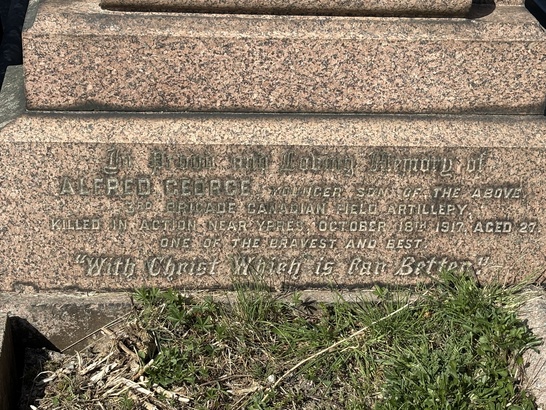 In Proud and Loving Memory of
ALFRED GEORGE, YOUNGER SON OF THE ABOVE,
3RD BRIGADE, CANADIAN FIELD ARTILLERY,
KILLED IN ACTION NEAR YPRES, OCTOBER 18TH 1917, AGED 27.
ONE OF THE BRAVEST AND BEST.
"With Christ Which is far Better."